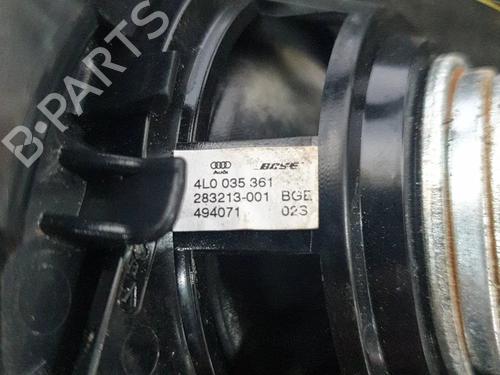 B-PARTS
Audi BOSE
4L0 035 361
283213-001 BGE
494071 02S